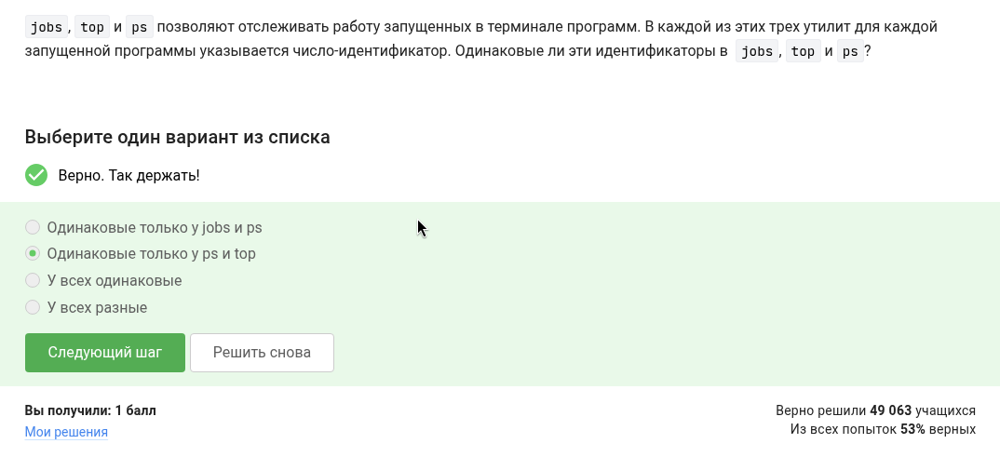 jobs, top и ps позволяют отслеживать работу запущенных в терминале программ. В каждой из этих трех утилит для каждой
запущенной программы указывается число-идентификатор. Одинаковые ли эти идентификаторы в jobs, top и ps?
Выберите один вариант из списка
Верно. Так держать!
Одинаковые только у jobs и ps
Одинаковые только у ps и top
У всех одинаковые
У всех разные
Следующий шаг Решить снова
Вы получили: 1 балл Верно решили 49 063 учащихся
Мои решения Из всех попыток 53% верных